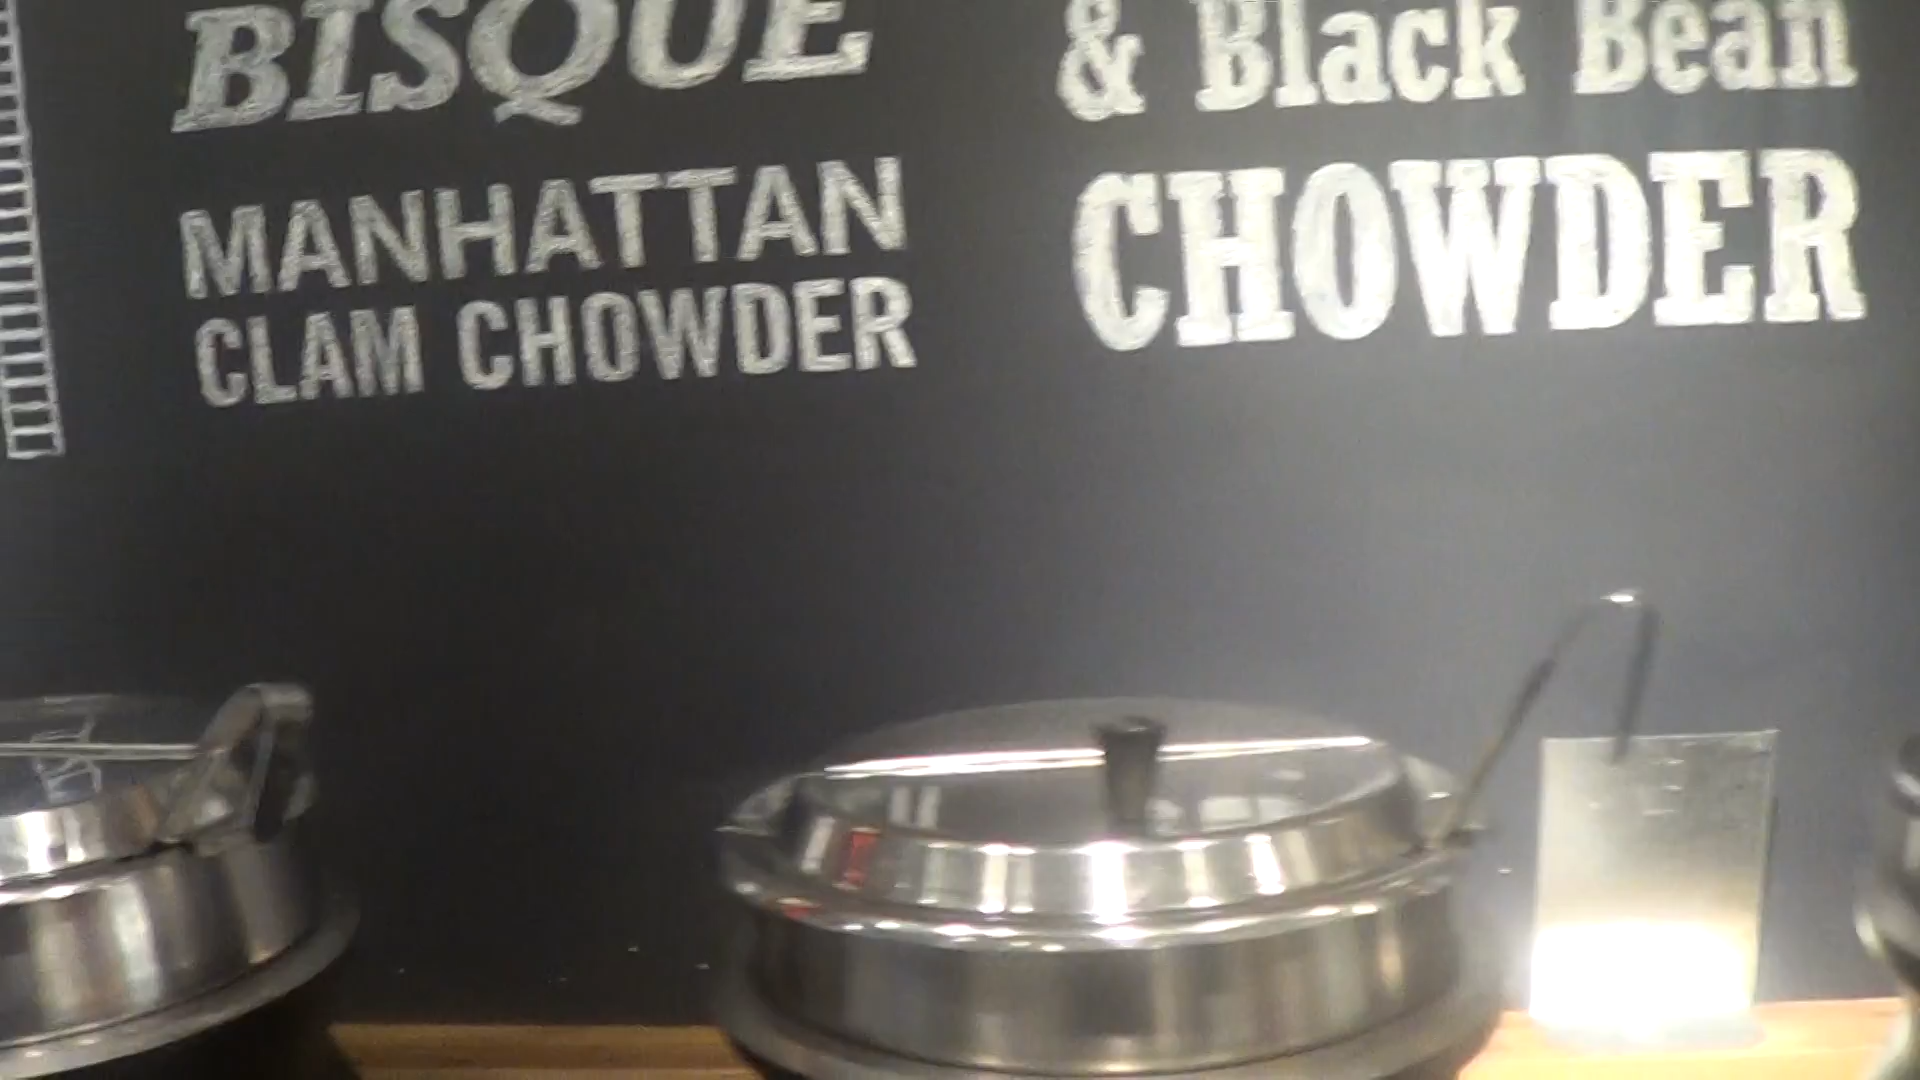 BISQUE
MANHATTAN
CLAM CHOWDER
& Black Bean
CHOWDER